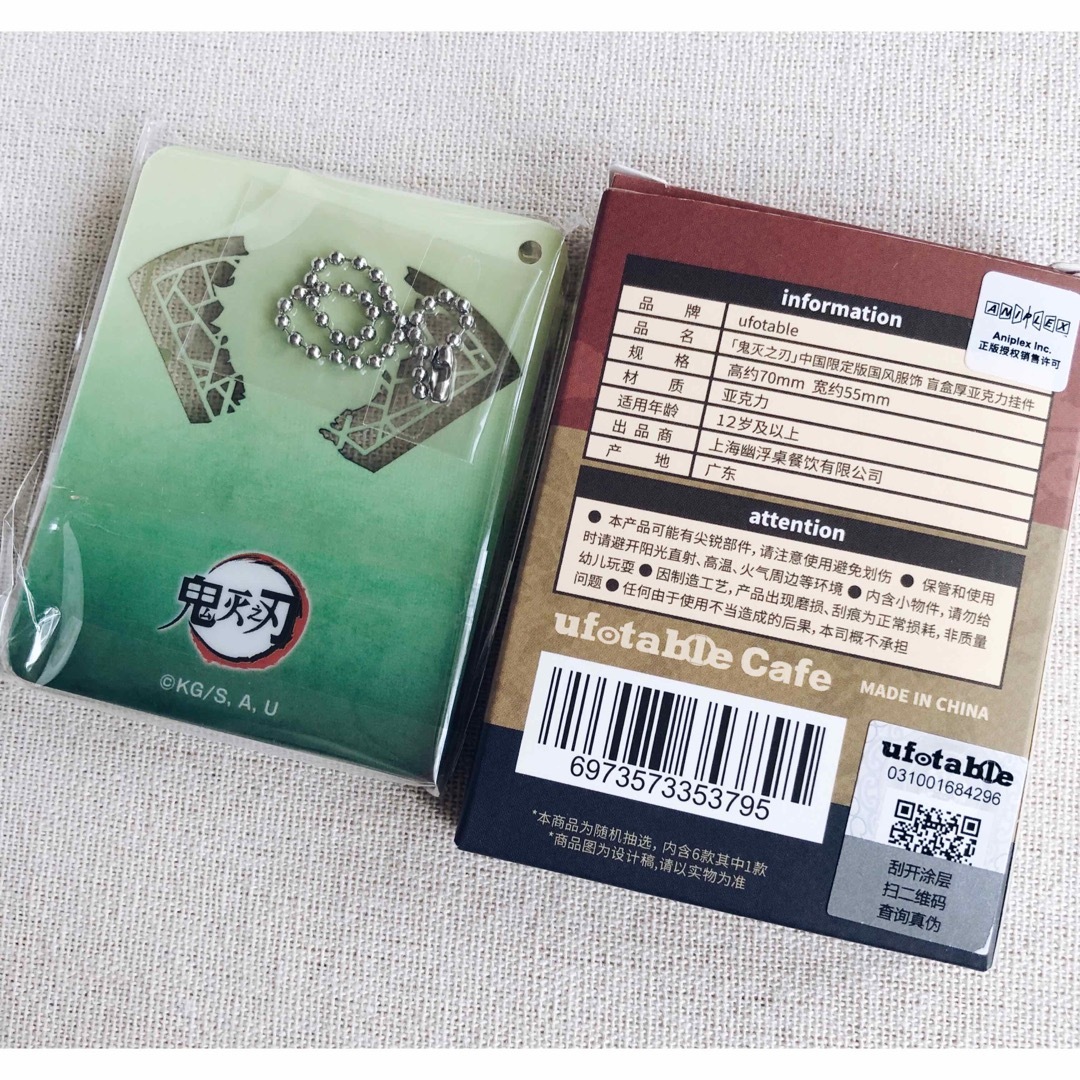 鬼灭之刃
©KG/S, A, U
information
品 牌 ufotable
品 名 「鬼灭之刃」中国限定版国风服饰 盲盒厚亚克力挂件
规 格 高约70mm 宽约55mm
材 质 亚克力
适用年龄 12岁及以上
出 品 商 上海幽浮桌餐饮有限公司
产 地 广东
ANIPLEX
Aniplex Inc.
正版授权销售许可
attention
● 本产品可能有尖锐部件，请注意使用避免划伤 ● 保管和使用
时请避开阳光直射、高温、火气周边等环境 ● 内含小物件，请勿给
幼儿玩耍 ● 因制造工艺，产品出现磨损、刮痕为正常损耗，非质量
问题 ● 任何由于使用不当造成的后果，本司概不承担
ufotable Cafe
MADE IN CHINA
6973573353795
*本商品为随机抽选，内含6款其中1款
*商品图为设计稿,请以实物为准
ufotable
031001684296
刮开涂层
扫二维码
查询真伪